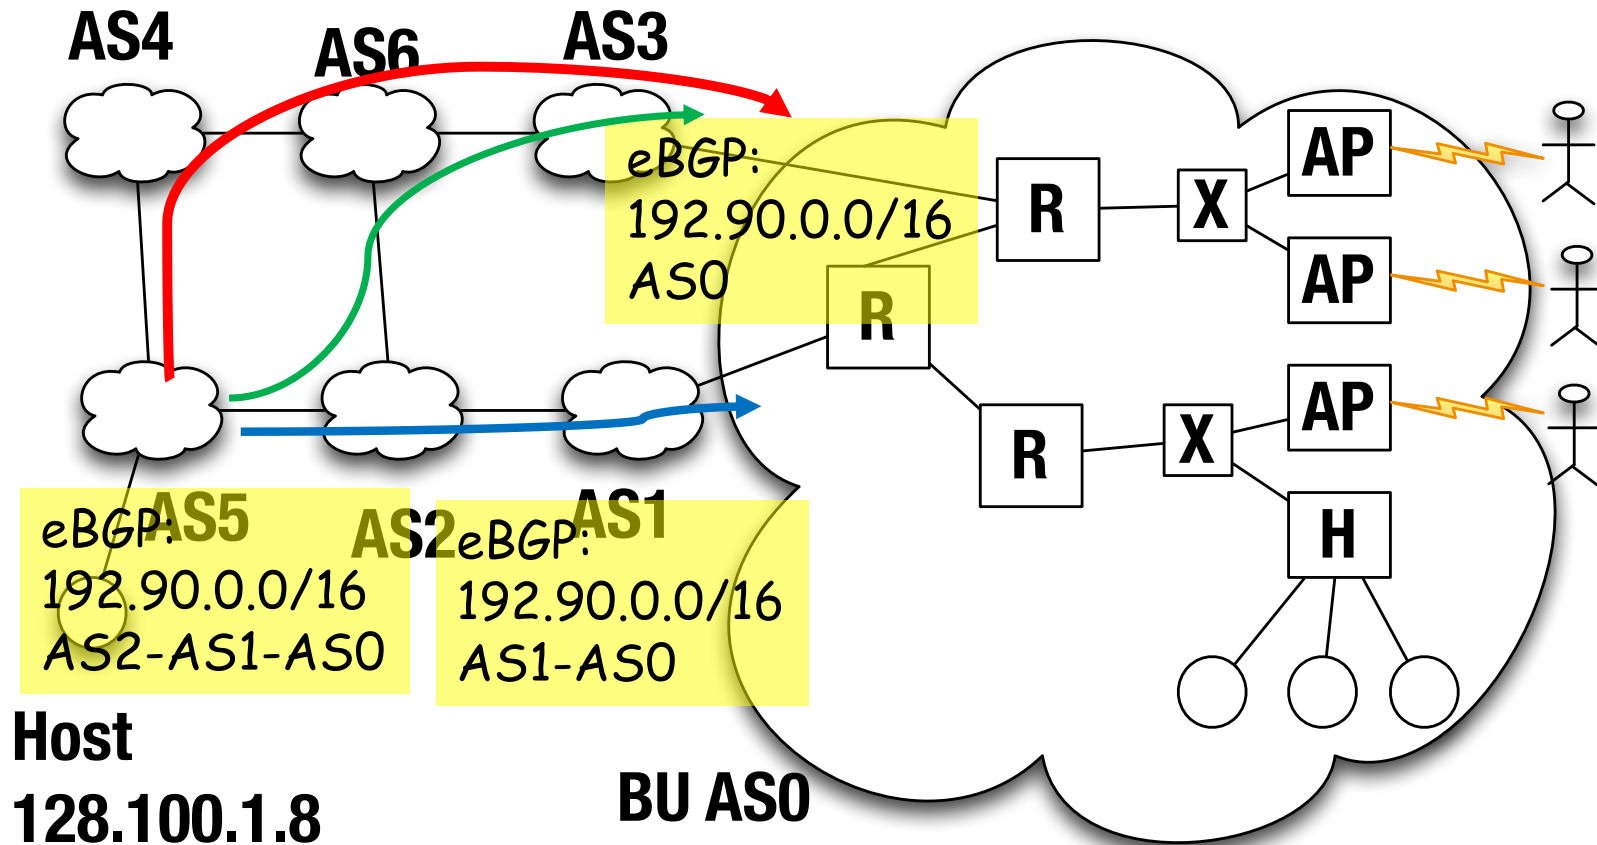 AS4
AS6
AS3
eBGP:
192.90.0.0/16
AS0
R
X
AP
AP
R
R
X
AP
H
AS5
AS2
AS1
eBGP:
192.90.0.0/16
AS2-AS1-AS0
eBGP:
192.90.0.0/16
AS1-AS0
Host
128.100.1.8
BU AS0